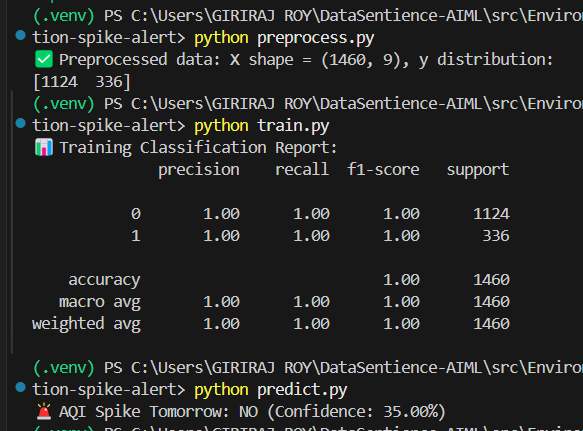 (.venv) PS C:\Users\GIRIRAJ ROY\DataSentience-AIML\src\Environ
tion-spike-alert> python preprocess.py
✅ Preprocessed data: X shape = (1460, 9), y distribution:
[1124  336]
(.venv) PS C:\Users\GIRIRAJ ROY\DataSentience-AIML\src\Enviro
tion-spike-alert> python train.py
📊 Training Classification Report:
              precision    recall  f1-score   support
           0       1.00      1.00      1.00      1124
           1       1.00      1.00      1.00       336
    accuracy                           1.00      1460
   macro avg       1.00      1.00      1.00      1460
weighted avg       1.00      1.00      1.00      1460
(.venv) PS C:\Users\GIRIRAJ ROY\DataSentience-AIML\src\Enviro
tion-spike-alert> python predict.py
🚨 AQI Spike Tomorrow: NO (Confidence: 35.00%)